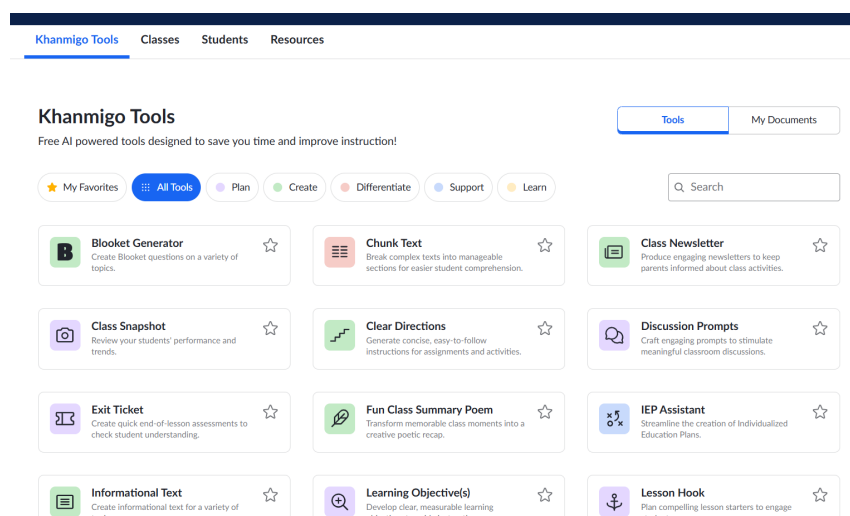 Khanmigo Tools Classes Students Resources
Khanmigo Tools
Tools My Documents
Free AI powered tools designed to save you time and improve instruction!
My Favorites All Tools Plan Create Differentiate Support Learn Search
Blooket Generator
Create Blooket questions on a variety of
topics.
Chunk Text
Break complex texts into manageable
sections for easier student comprehension.
Class Newsletter
Produce engaging newsletters to keep
parents informed about class activities.
Class Snapshot
Review your students' performance and
trends.
Clear Directions
Generate concise, easy-to-follow
instructions for assignments and activities.
Discussion Prompts
Craft engaging prompts to stimulate
meaningful classroom discussions.
Exit Ticket
Create quick end-of-lesson assessments to
check student understanding.
Fun Class Summary Poem
Transform memorable class moments into a
creative poetic recap.
IEP Assistant
Streamline the creation of Individualized
Education Plans.
Informational Text
Create informational text for a variety of
Learning Objective(s)
Develop clear, measurable learning
Lesson Hook
Plan compelling lesson starters to engage